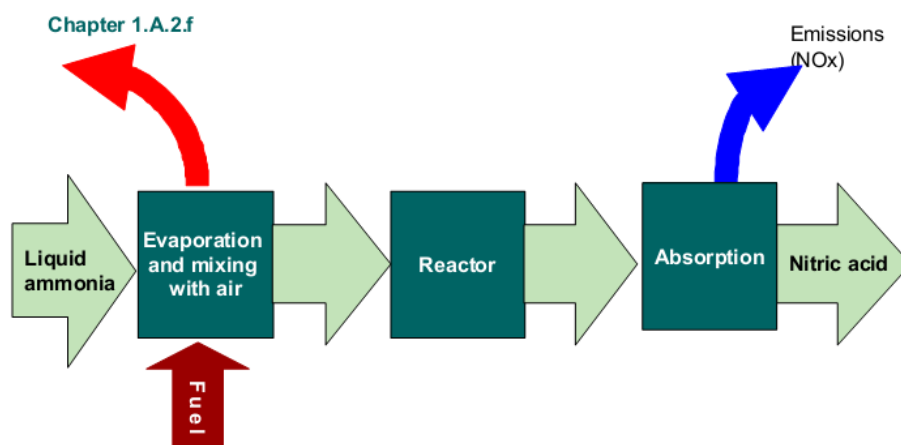 Chapter 1.A.2.f
Emissions
(NOx)
Liquid
ammonia
Evaporation
and mixing
with air
Reactor
Absorption
Nitric acid
Fuel